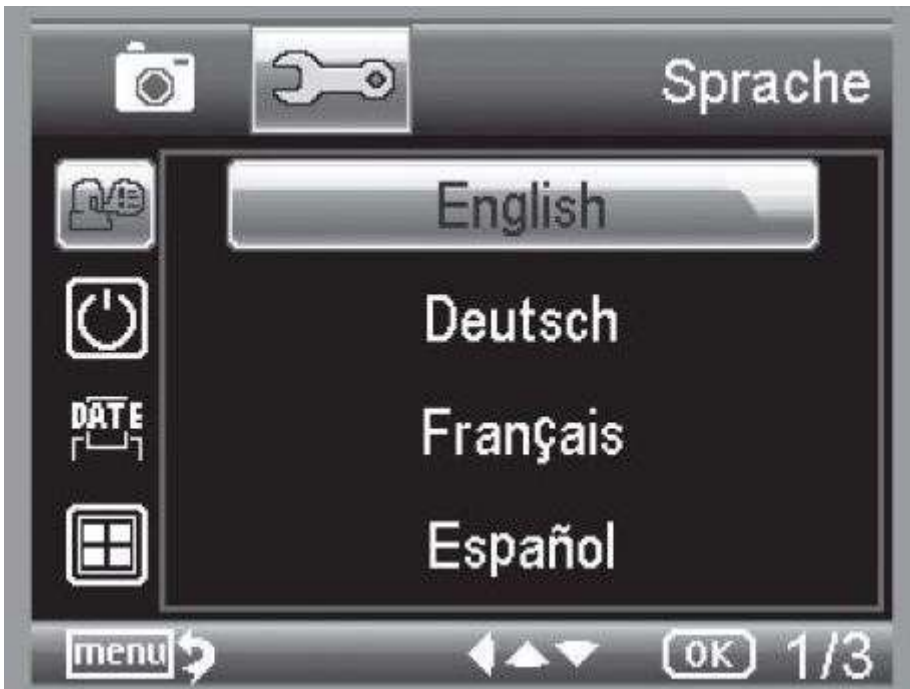 Sprache
English
Deutsch
Français
DATE
Español
menu OK 1/3